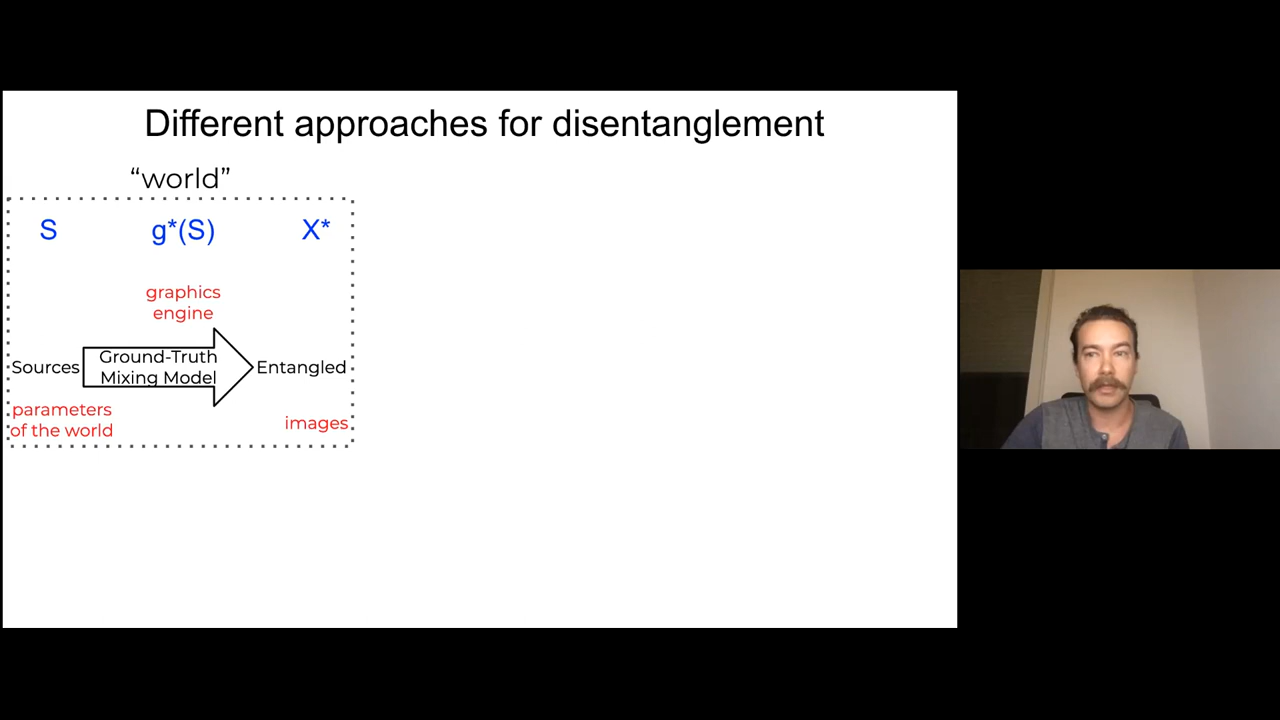 Different approaches for disentanglement
“world”
S
g*(S)
X*
graphics
engine
Sources
Ground-Truth
Mixing Model
Entangled
parameters
of the world
images